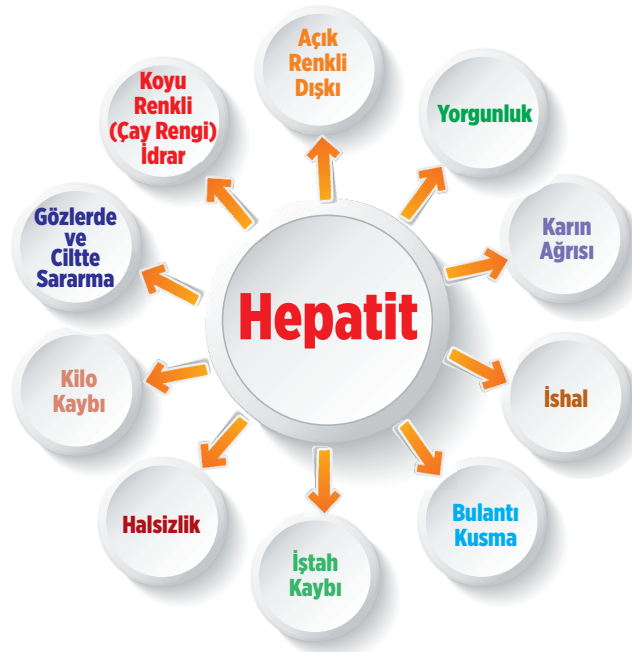 Açık
Renkli
Dışkı
Yorgunluk
Karın
Ağrısı
İshal
Bulantı
Kusma
İştah
Kaybı
Halsizlik
Kilo
Kaybı
Gözlerde
ve
Ciltte
Sararma
Koyu
Renkli
(Çay Rengi)
İdrar
Hepatit